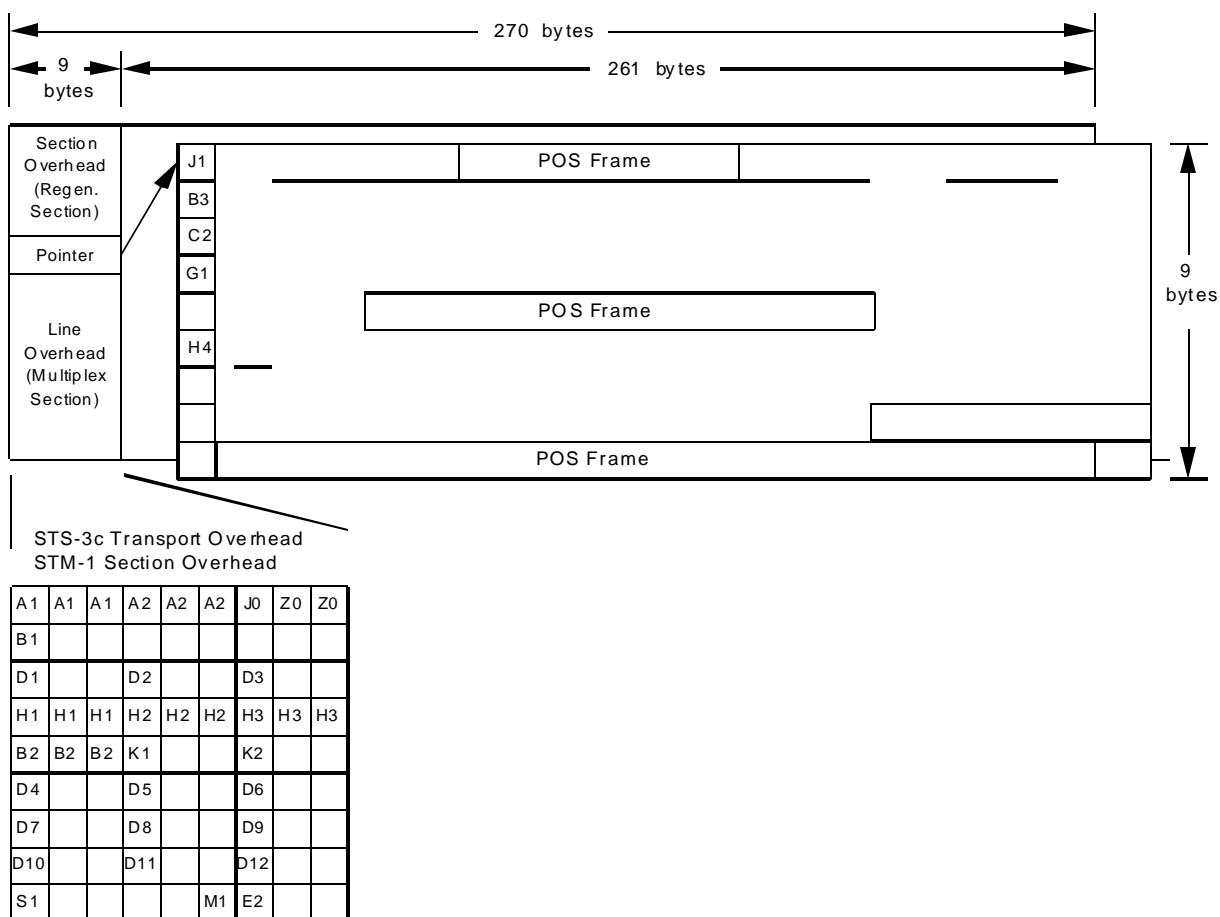 270 bytes
9
bytes
261 bytes
Section
Overhead
(Regen.
Section)
Pointer
Line
Overhead
(Multiplex
Section)
J1
B3
C2
G1
H4
POS Frame
POS Frame
POS Frame
9
bytes
STS-3c Transport Overhead
STM-1 Section Overhead
A1 A1 A1 A2 A2 A2 J0 Z0 Z0
B1
D1 D2 D3
H1 H1 H1 H2 H2 H2 H3 H3 H3
B2 B2 B2 K1 K2
D4 D5 D6
D7 D8 D9
D10 D11 D12
S1 M1 E2